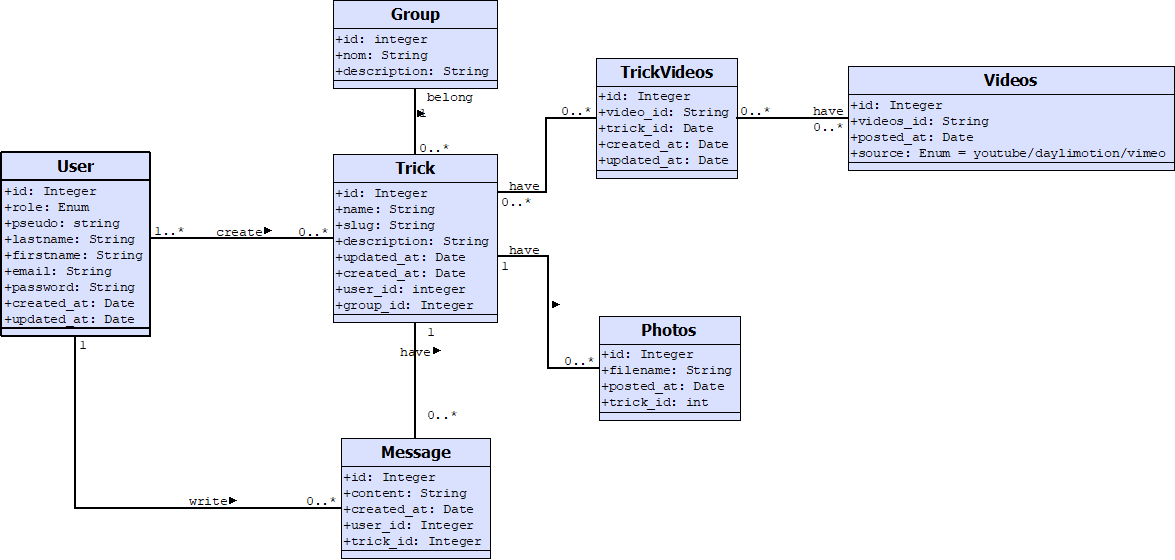 Group
+id: integer
+nom: String
+description: String
belong
1
0..*
TrickVideos
+id: Integer
+video_id: String
+trick_id: Date
+created_at: Date
+updated_at: Date
0..*
0..*
have
0..*
Videos
+id: Integer
+videos_id: String
+posted_at: Date
+source: Enum = youtube/daylimotion/vimeo
User
+id: Integer
+role: Enum
+pseudo: string
+lastname: String
+firstname: String
+email: String
+password: String
+created_at: Date
+updated_at: Date
1..*
create
0..*
Trick
+id: Integer
+name: String
+slug: String
+description: String
+updated_at: Date
+created_at: Date
+user_id: integer
+group_id: Integer
have
0..*
have
1
0..*
Photos
+id: Integer
+filename: String
+posted_at: Date
+trick_id: int
1
have
0..*
1
write
0..*
Message
+id: Integer
+content: String
+created_at: Date
+user_id: Integer
+trick_id: Integer